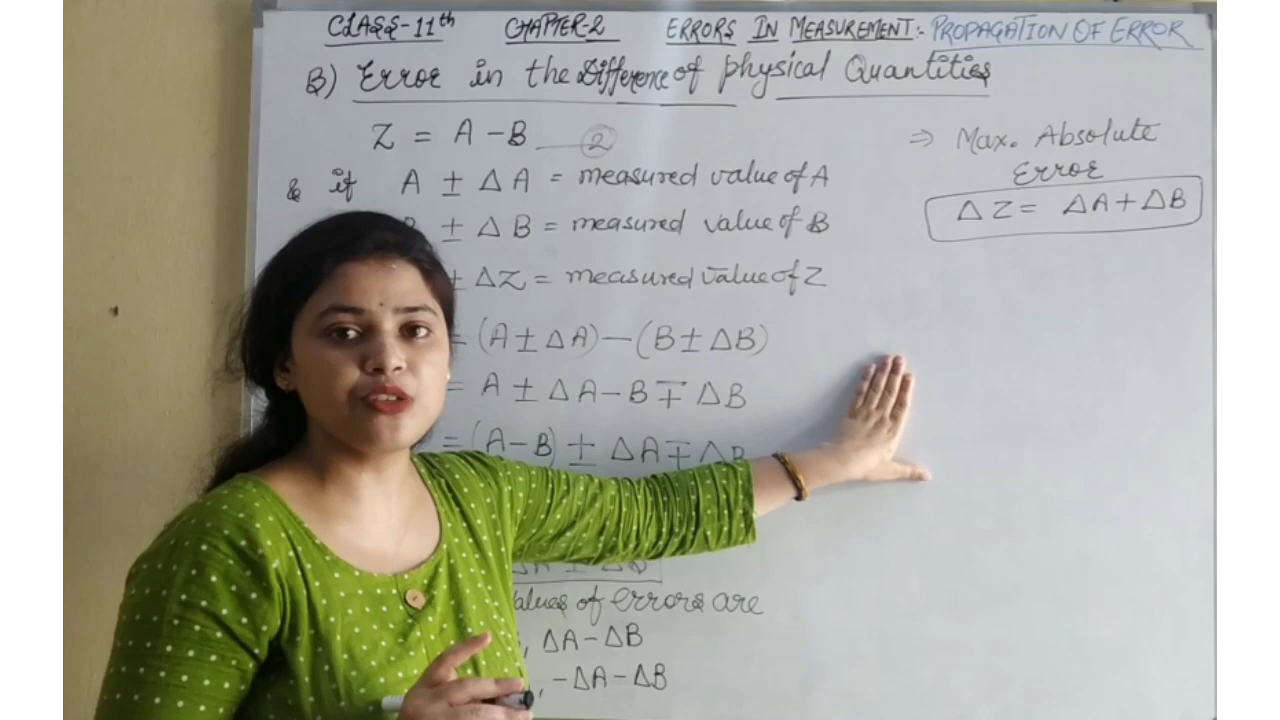 CLASS-11th CHAPTER-2 ERRORS IN MEASUREMENT:- PROPAGATION OF ERROR
B) Error in the Difference of physical Quantities
Z = A - B ②
& if A ± ΔA = measured value of A
± ΔB = measured value of B
± ΔZ = measured value of Z
= (A ± ΔA) - (B ± ΔB)
= A ± ΔA - B ∓ ΔB
= (A - B) ± ΔA ∓ ΔB
of errors are
, ΔA - ΔB
, -ΔA - ΔB
⇒ Max. Absolute
Error
ΔZ = ΔA + ΔB